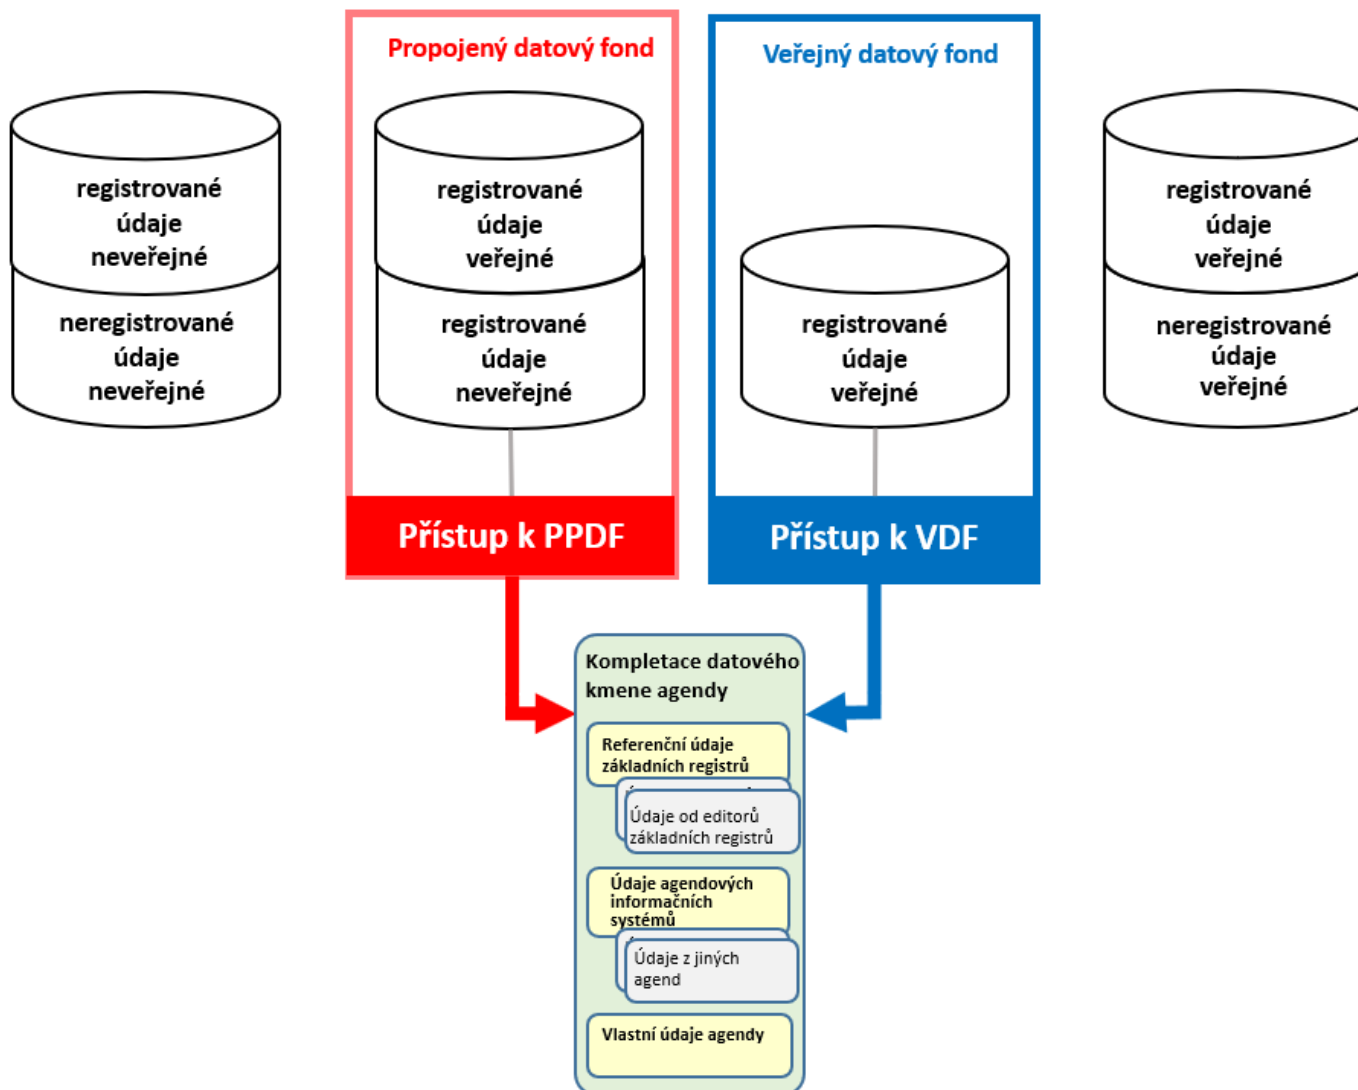 Propojený datový fond
Veřejný datový fond
registrované
údaje
neveřejné
neregistrované
údaje
neveřejné
registrované
údaje
veřejné
registrované
údaje
neveřejné
registrované
údaje
veřejné
registrované
údaje
veřejné
neregistrované
údaje
veřejné
Přístup k PPDF
Přístup k VDF
Kompletace datového
kmene agendy
Referenční údaje
základních registrů
Údaje od editorů
základních registrů
Údaje agendových
informačních
systémů
Údaje z jiných
agend
Vlastní údaje agendy